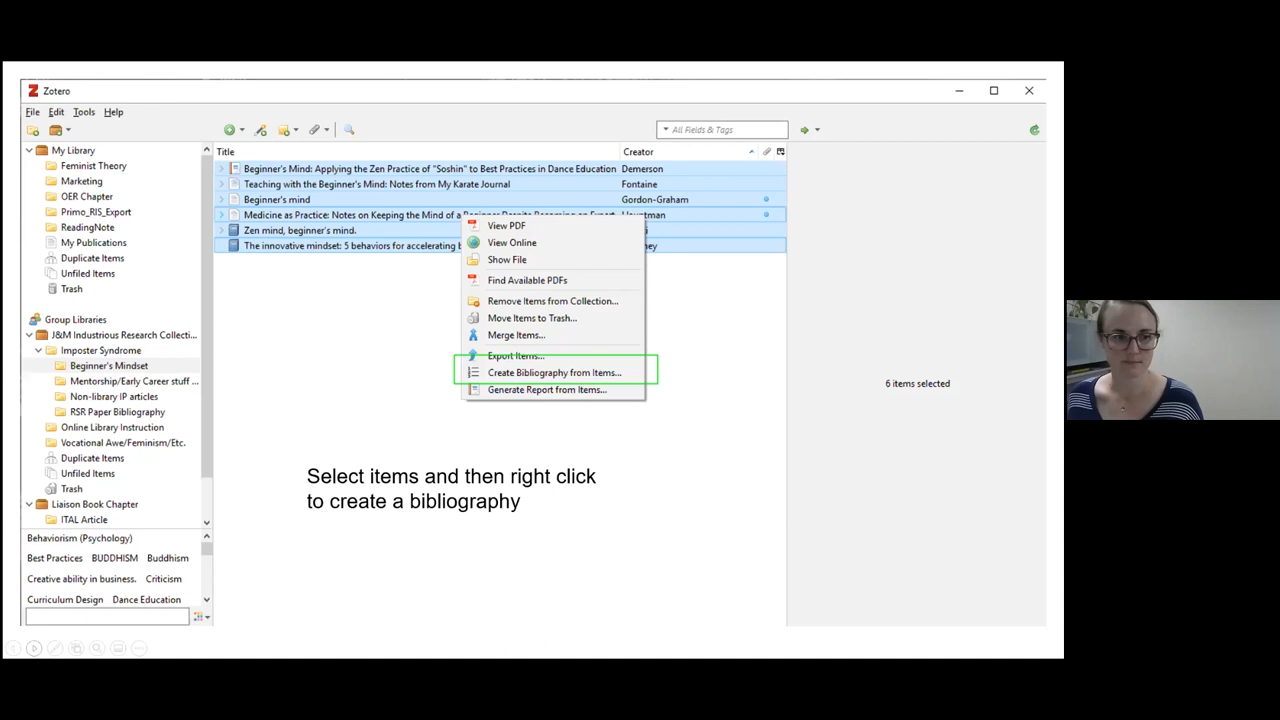 Zotero
File Edit Tools Help
All Fields & Tags
My Library
Feminist Theory
Marketing
OER Chapter
Primo_RIS_Export
ReadingNote
My Publications
Duplicate Items
Unfiled Items
Trash
Group Libraries
J&M Industrious Research Collecti...
Imposter Syndrome
Beginner's Mindset
Mentorship/Early Career stuff ...
Non-library IP articles
RSR Paper Bibliography
Online Library Instruction
Vocational Awe/Feminism/Etc.
Duplicate Items
Unfiled Items
Trash
Liaison Book Chapter
ITAL Article
Behaviorism (Psychology)
Best Practices BUDDHISM Buddhism
Creative ability in business. Criticism
Curriculum Design Dance Education
Title Creator
Beginner's Mind: Applying the Zen Practice of "Soshin" to Best Practices in Dance Education Demerson
Teaching with the Beginner's Mind: Notes from My Karate Journal Fontaine
Beginner's mind Gordon-Graham
Medicine as Practice: Notes on Keeping the Mind of a Beginner Despite Becoming an Expert
Zen mind, beginner's mind.
The innovative mindset: 5 behaviors for accelerating
View PDF
View Online
Show File
Find Available PDFs
Remove Items from Collection...
Move Items to Trash...
Merge Items...
Export Items...
Create Bibliography from Items...
Generate Report from Items...
6 items selected
Select items and then right click
to create a bibliography